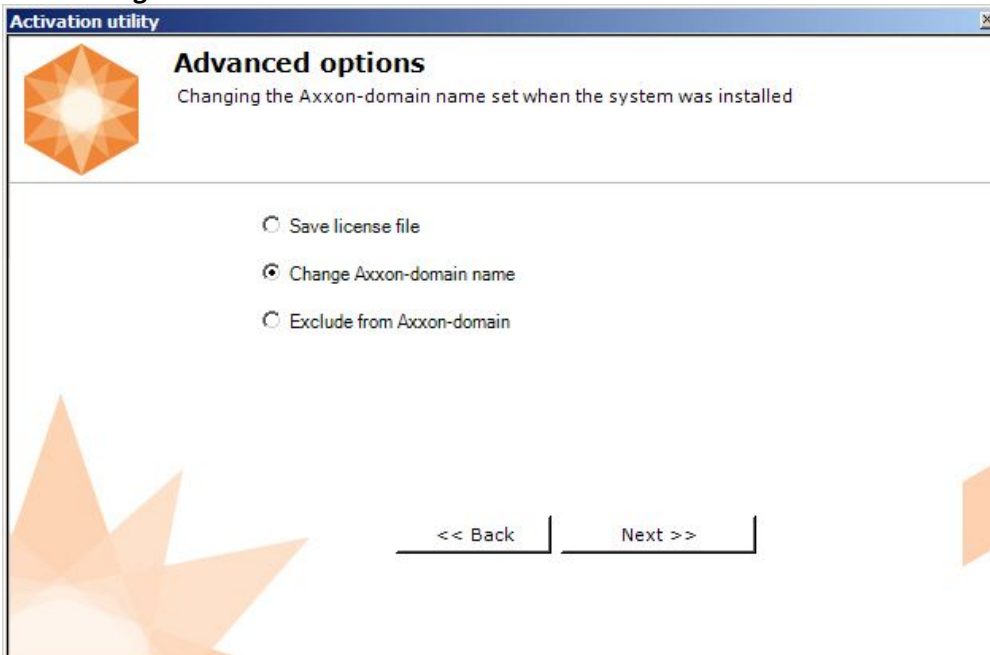 Activation utility
Advanced options
Changing the Axxon-domain name set when the system was installed
Save license file
Change Axxon-domain name
Exclude from Axxon-domain
<< Back
Next >>